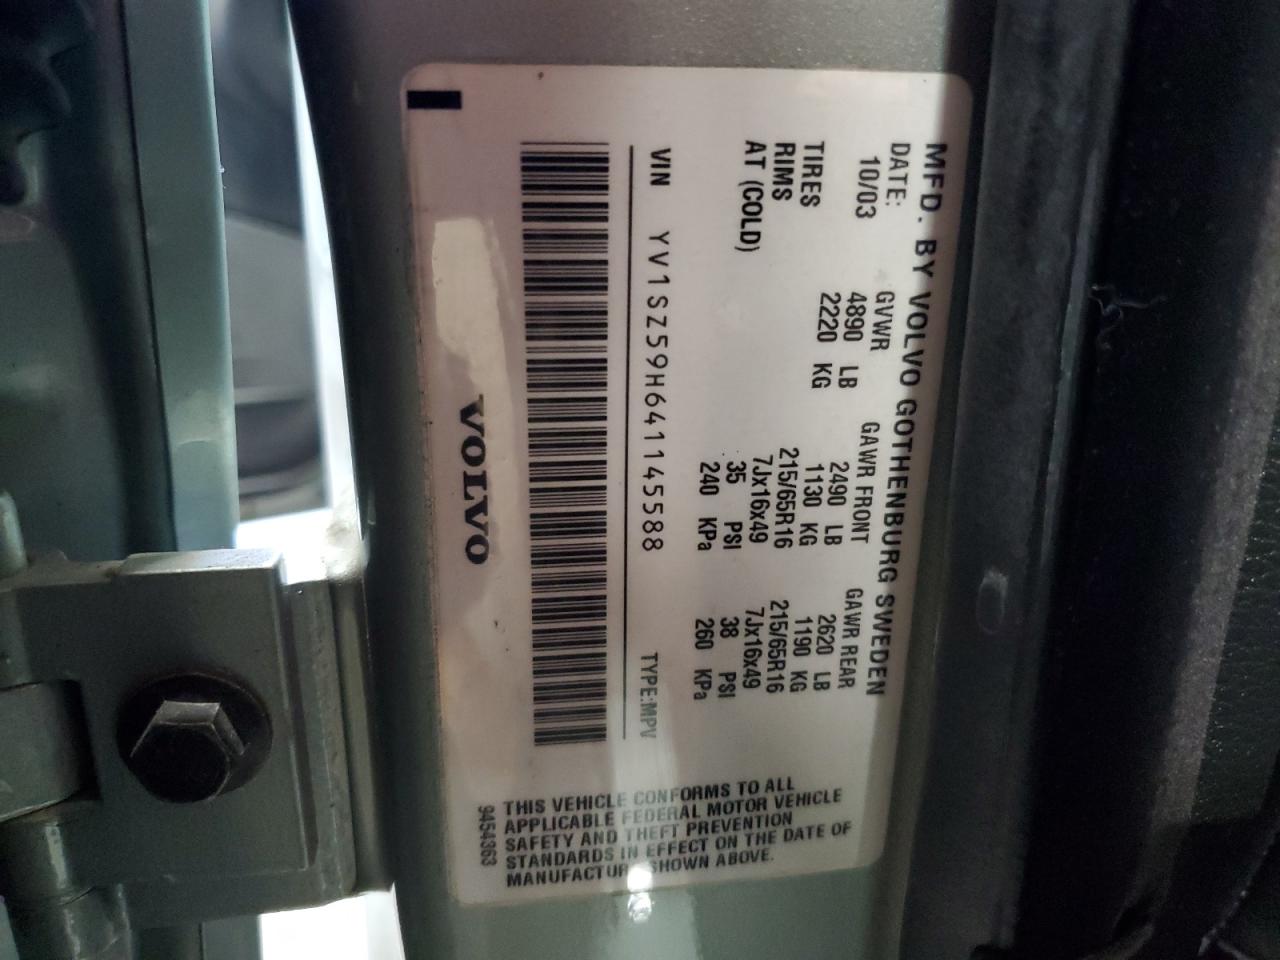 MFD. BY VOLVO GOTHENBURG SWEDEN
DATE: GVWR GAWR FRONT GAWR REAR
10/03 4890 LB 2490 LB 2620 LB
2220 KG 1130 KG 1190 KG
TIRES 215/65R16 215/65R16
RIMS 7Jx16x49 7Jx16x49
AT (COLD) 35 PSI 38 PSI
240 KPa 260 KPa
VIN YV1SZ59H641145588 TYPE:MPV
VOLVO
THIS VEHICLE CONFORMS TO ALL
APPLICABLE FEDERAL MOTOR VEHICLE
SAFETY AND THEFT PREVENTION
STANDARDS IN EFFECT ON THE DATE OF
MANUFACTURE SHOWN ABOVE.
9454363